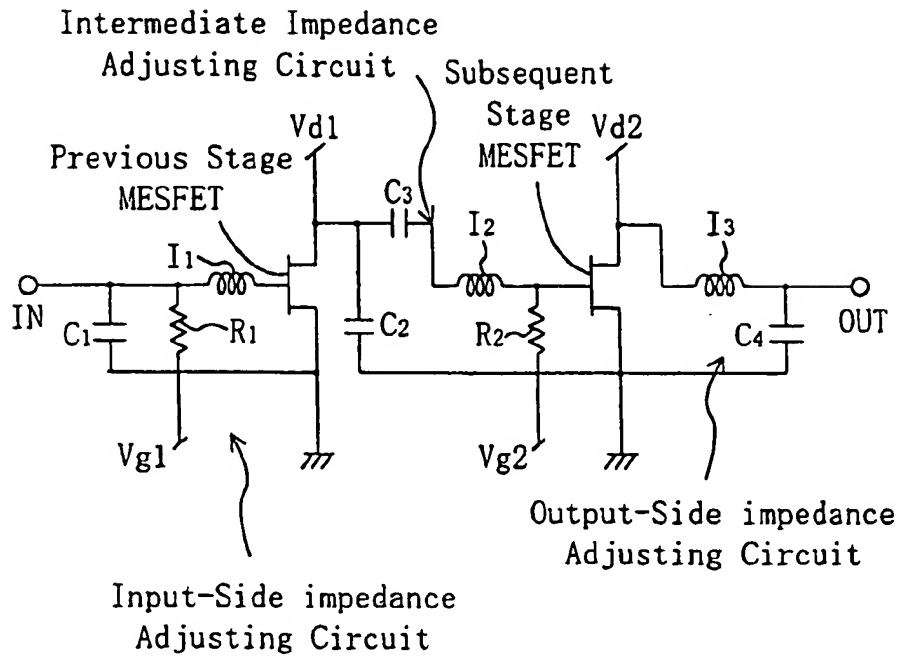 Intermediate Impedance
Adjusting Circuit
Subsequent
Stage
MESFET
Vd1
Vd2
Previous Stage
MESFET
C3
I1
I2
I3
IN
C1
R1
C2
R2
C4
OUT
Vg1
Vg2
Output-Side impedance
Adjusting Circuit
Input-Side impedance
Adjusting Circuit